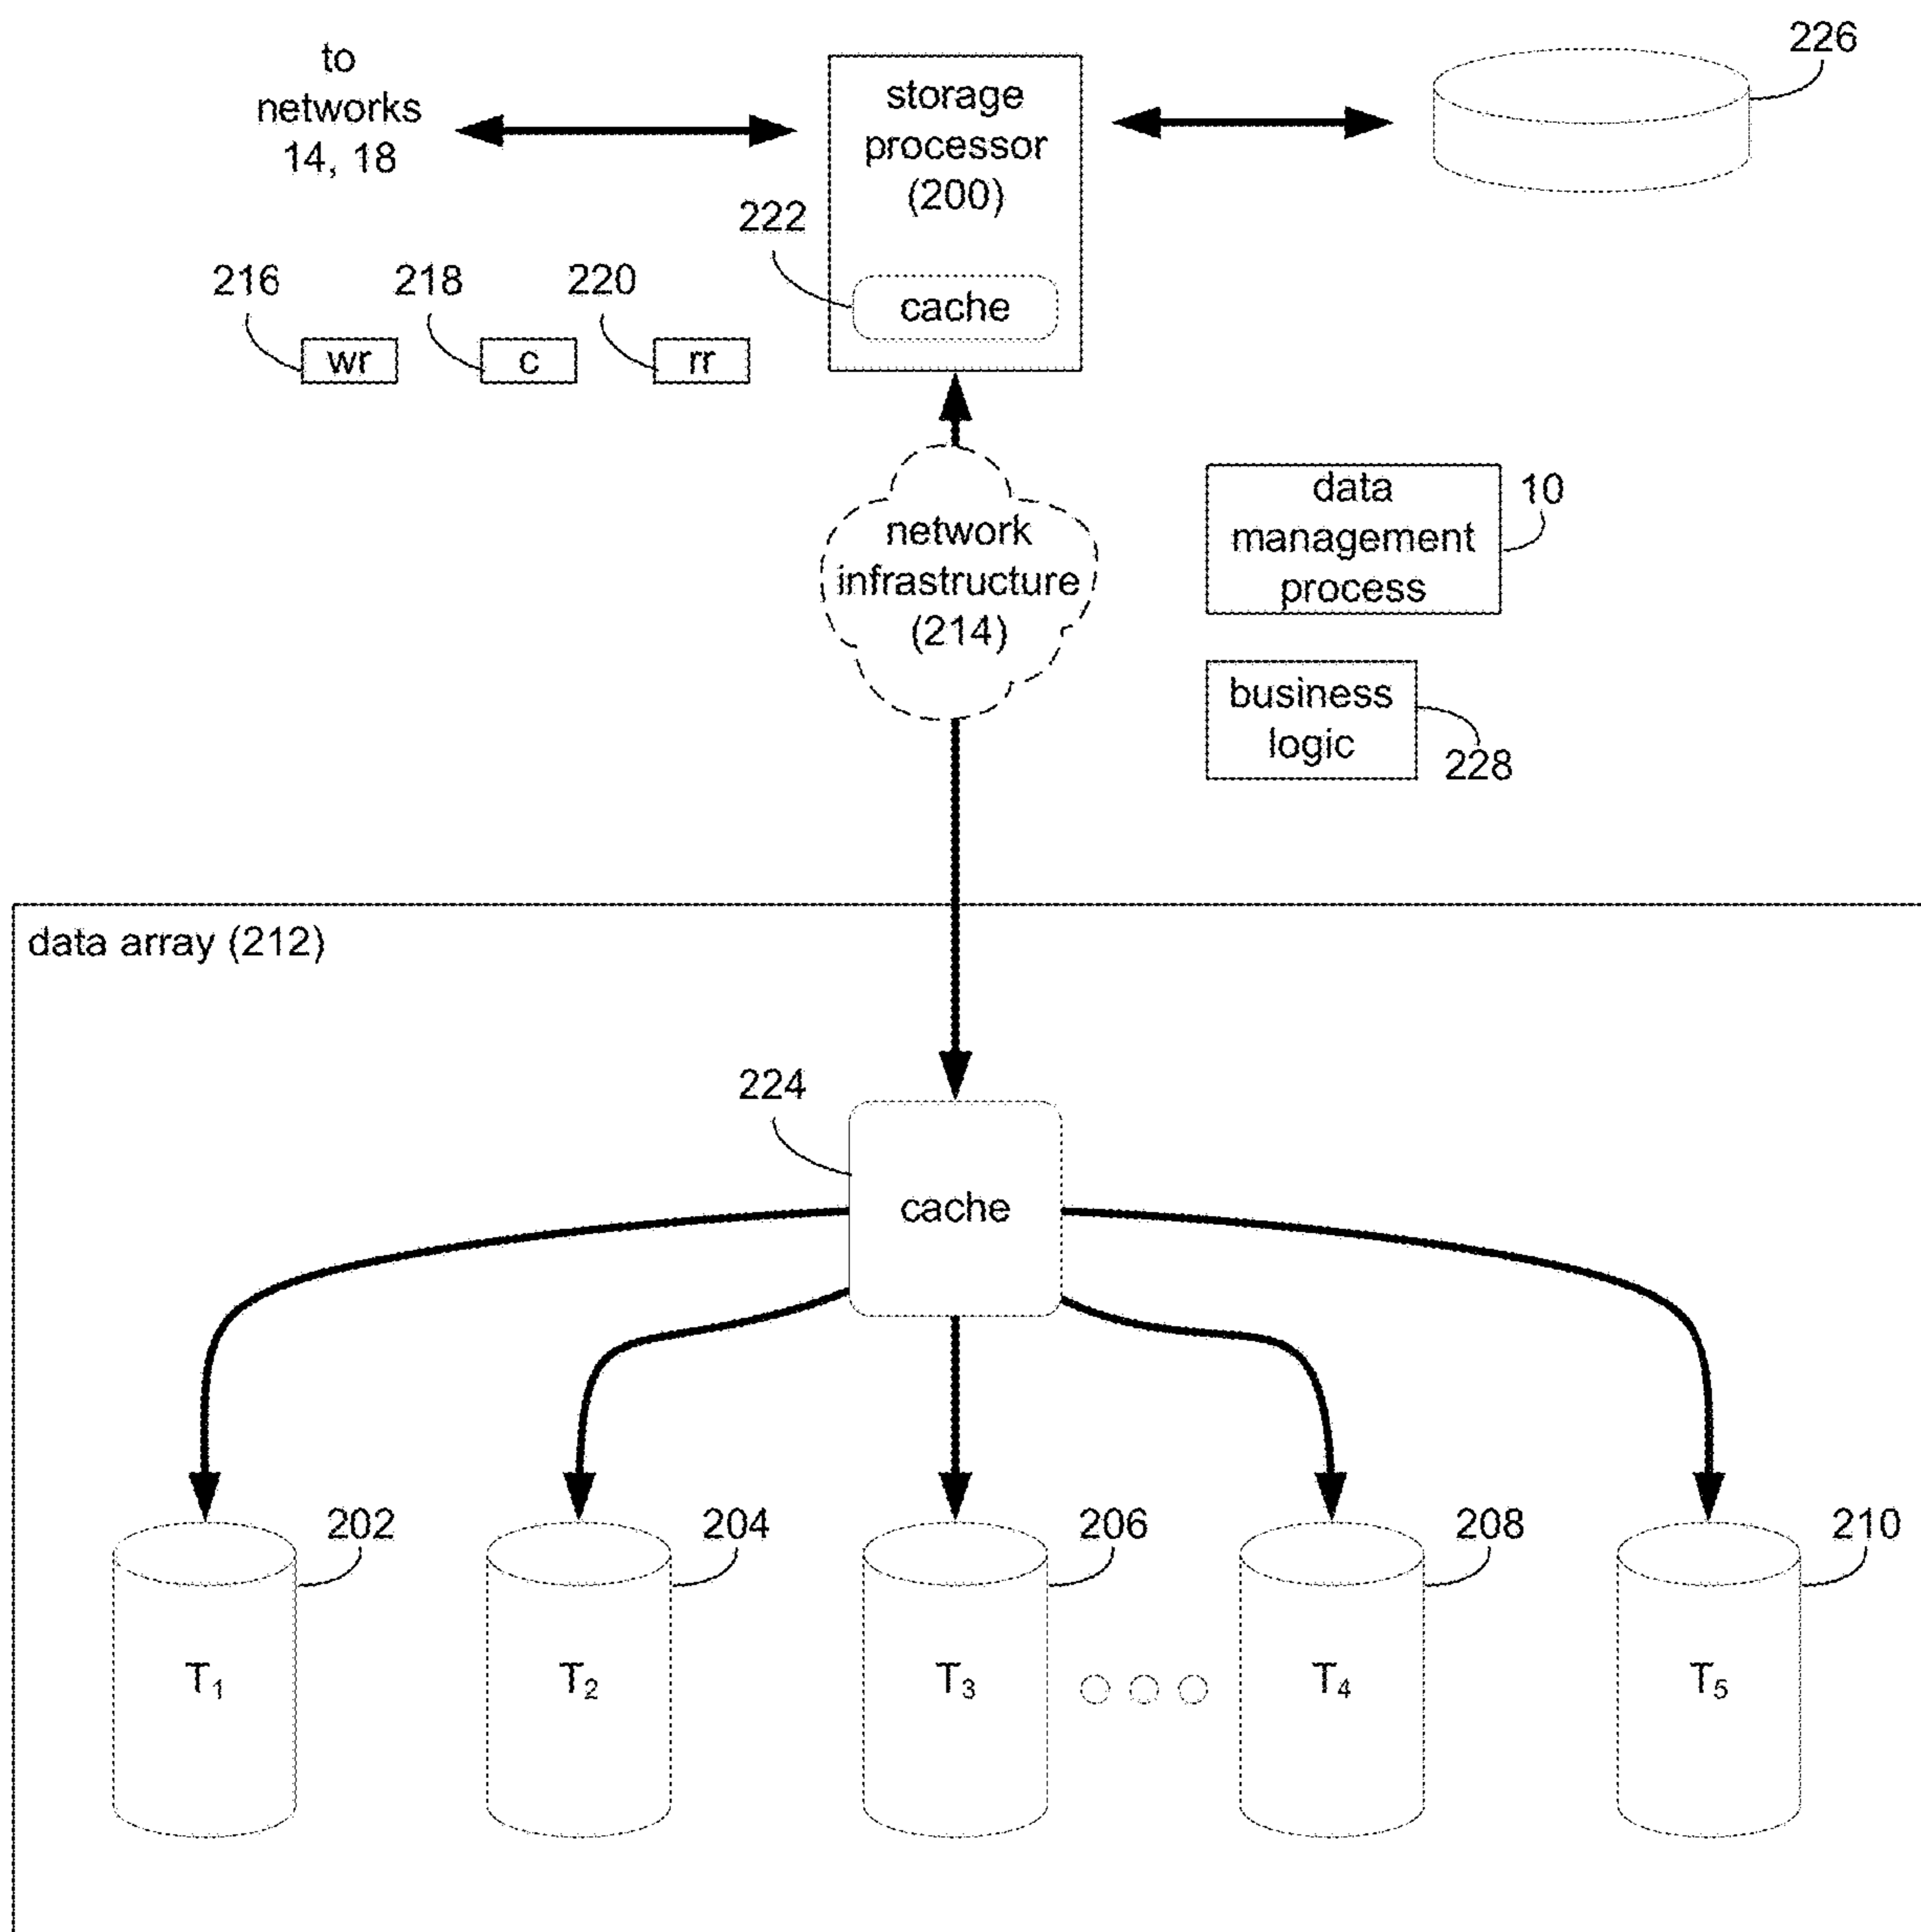 to
networks
14, 18
storage
processor
(200)
226
222
cache
216
218
220
wr
c
rr
network
infrastructure
(214)
data
management
process
10
business
logic
228
data array (212)
224
cache
202
204
206
208
210
T₁
T₂
T₃
T₄
T₅